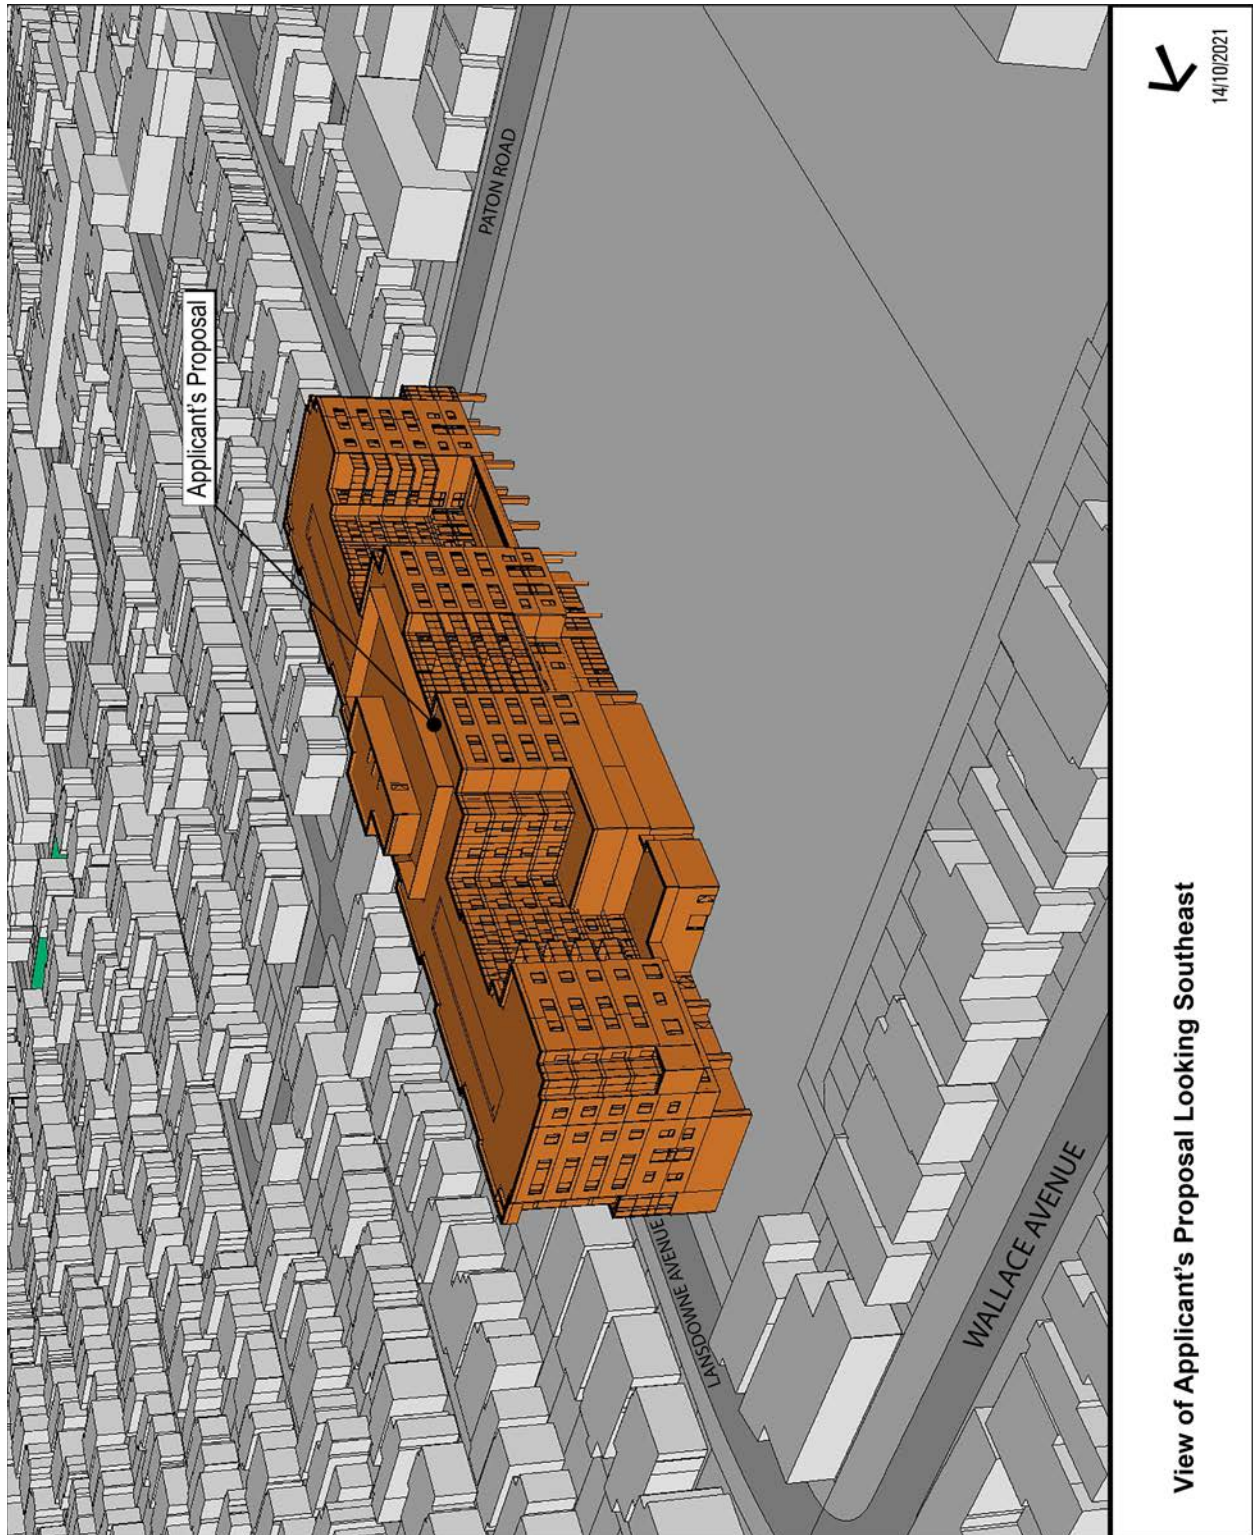 Applicant's Proposal
PATON ROAD
LANSDOWNE AVENUE
WALLACE AVENUE
View of Applicant's Proposal Looking Southeast
14/10/2021